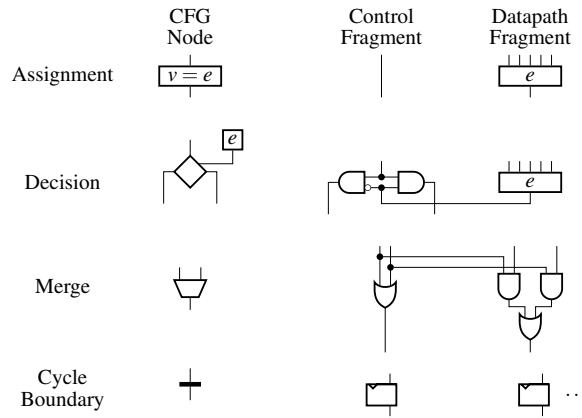 CFG Control Datapath
Node Fragment Fragment
Assignment v = e e
e
Decision e
Merge
Cycle
Boundary ··